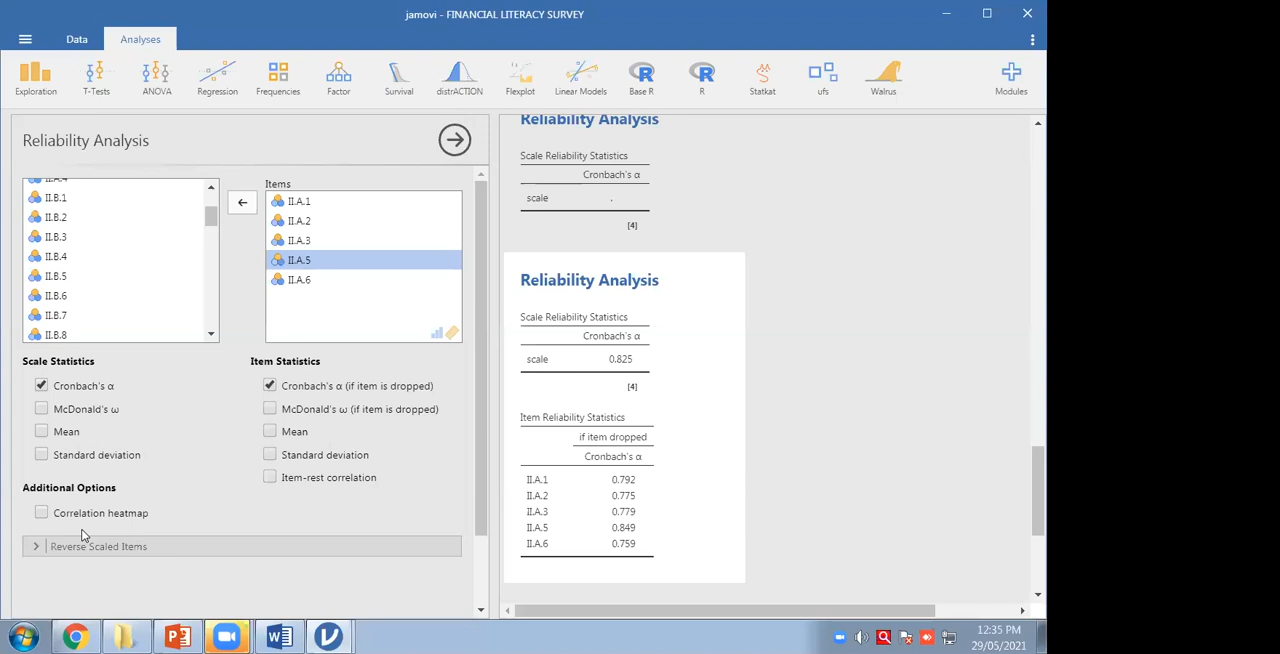 jamovi - FINANCIAL LITERACY SURVEY
Data Analyses
Exploration T-Tests ANOVA Regression Frequencies Factor Survival distrACTION Flexplot Linear Models Base R R Statkat ufs Walrus Modules
Reliability Analysis
II.A.4
II.B.1
II.B.2
II.B.3
II.B.4
II.B.5
II.B.6
II.B.7
II.B.8
Items
II.A.1
II.A.2
II.A.3
II.A.5
II.A.6
Scale Statistics
Cronbach's α
McDonald's ω
Mean
Standard deviation
Item Statistics
Cronbach's α (if item is dropped)
McDonald's ω (if item is dropped)
Mean
Standard deviation
Item-rest correlation
Additional Options
Correlation heatmap
Reverse Scaled Items
Reliability Analysis
Scale Reliability Statistics
Cronbach's α
scale .
[4]
Reliability Analysis
Scale Reliability Statistics
Cronbach's α
scale 0.825
[4]
Item Reliability Statistics
if item dropped
Cronbach's α
II.A.1 0.792
II.A.2 0.775
II.A.3 0.779
II.A.5 0.849
II.A.6 0.759
12:35 PM
29/05/2021